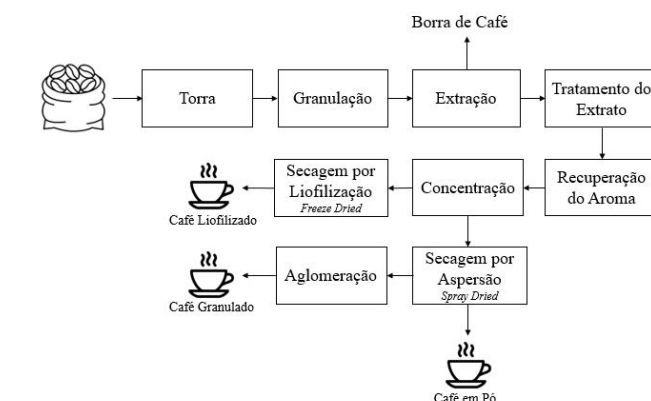 Borra de Café
Torra
Granulação
Extração
Tratamento do
Extrato
Secagem por
Liofilização
Freeze Dried
Concentração
Recuperação
do Aroma
Café Liofilizado
Aglomeração
Secagem por
Aspersão
Spray Dried
Café Granulado
Café em Pó